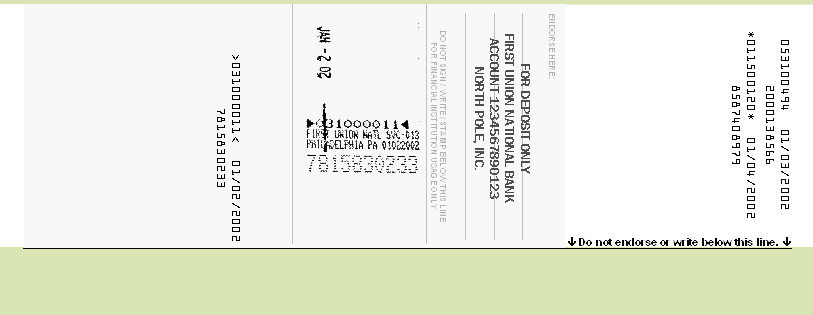 ENDORSE HERE:
FOR DEPOSIT ONLY
FIRST UNION NATIONAL BANK
ACCOUNT 1234567890123
NORTH POLE, INC.
DO NOT SIGN / WRITE / STAMP BELOW THIS LINE
FOR FINANCIAL INSTITUTION USAGE ONLY
JAN - 2 02
▶031000011◀
FIRST UNION NATL SVC-013
PHILADELPHIA PA 01022002
7815830233
>031000011< 01/02/2002
7815830233
053100494 01/03/2002
2000138566
*011500120* 01/04/2002
8587408979
↓ Do not endorse or write below this line. ↓